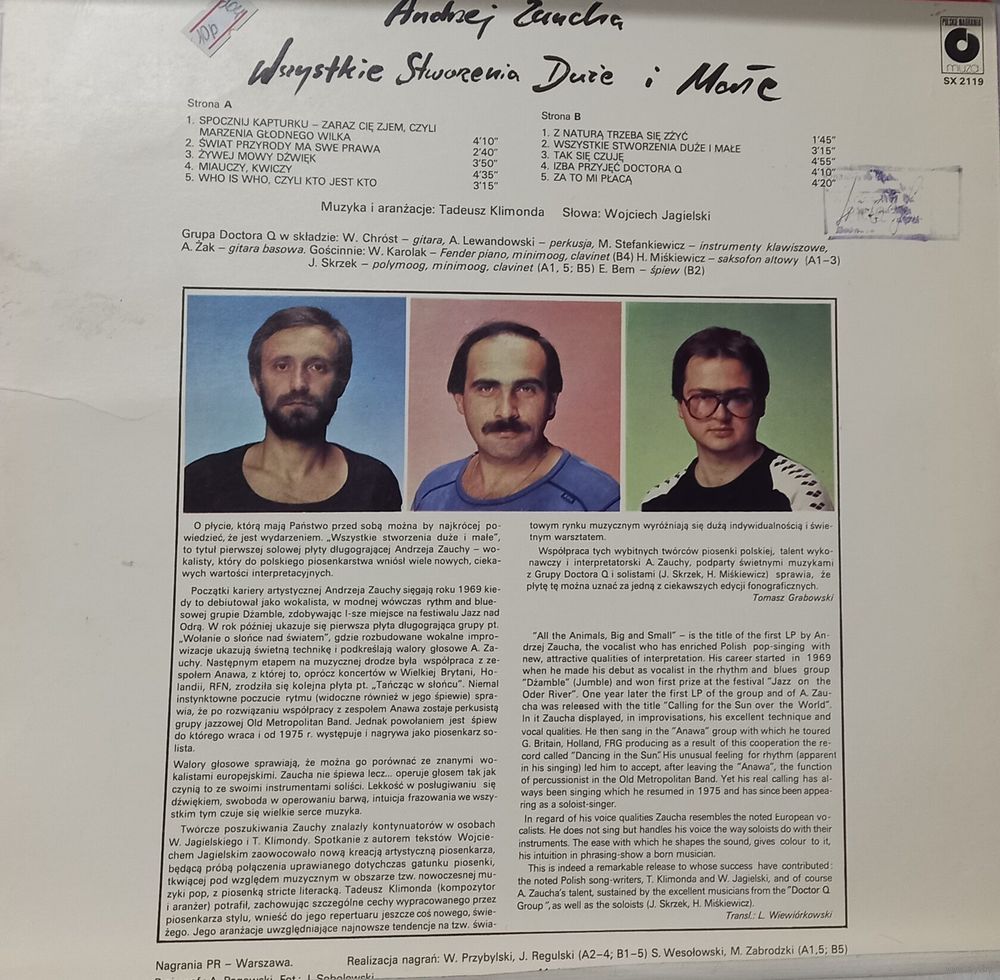 10p
Andrzej Zaucha
Wszystkie Stworzenia Duże i Małe
POLSKIE NAGRANIA
muza
SX 2119
Strona A
1. SPOCZNIJ KAPTURKU – ZARAZ CIĘ ZJEM, CZYLI
MARZENIA GŁODNEGO WILKA 4'10"
2. ŚWIAT PRZYRODY MA SWE PRAWA 2'40"
3. ŻYWEJ MOWY DŹWIĘK 3'50"
4. MIAUCZY, KWICZY 4'35"
5. WHO IS WHO, CZYLI KTO JEST KTO 3'15"
Strona B
1. Z NATURĄ TRZEBA SIĘ ZŻYĆ 1'45"
2. WSZYSTKIE STWORZENIA DUŻE I MAŁE 3'15"
3. TAK SIĘ CZUJĘ 4'55"
4. IZBA PRZYJĘĆ DOCTORA Q 4'10"
5. ZA TO MI PŁACĄ 4'20"
Muzyka i aranżacje: Tadeusz Klimonda Słowa: Wojciech Jagielski
Grupa Doctora Q w składzie: W. Chróst – gitara, A. Lewandowski – perkusja, M. Stefankiewicz – instrumenty klawiszowe,
A. Żak – gitara basowa. Gościnnie: W. Karolak – Fender piano, minimoog, clavinet (B4) H. Miśkiewicz – saksofon altowy (A1–3)
J. Skrzek – polymoog, minimoog, clavinet (A1, 5; B5) E. Bem – śpiew (B2)
O płycie, którą mają Państwo przed sobą można by najkrócej po-
wiedzieć, że jest wydarzeniem. „Wszystkie stworzenia duże i małe”,
to tytuł pierwszej solowej płyty długogrającej Andrzeja Zauchy – wo-
kalisty, który do polskiego piosenkarstwa wniósł wiele nowych, cieka-
wych wartości interpretacyjnych.
Początki kariery artystycznej Andrzeja Zauchy sięgają roku 1969 kie-
dy to debiutował jako wokalista, w modnej wówczas rythm and blue-
sowej grupie Dżamble, zdobywając I-sze miejsce na festiwalu Jazz nad
Odrą. W rok później ukazuje się pierwsza płyta długogrająca grupy pt.
„Wołanie o słońce nad światem”, gdzie rozbudowane wokalne impro-
wizacje ukazują świetną technikę i podkreślają walory głosowe A. Za-
uchy. Następnym etapem na muzycznej drodze była współpraca z ze-
społem Anawa, z której to, oprócz koncertów w Wielkiej Brytani, Ho-
landii, RFN, zrodziła się kolejna płyta pt. „Tańcząc w słońcu”. Niemal
instynktowne poczucie rytmu (widoczne również w jego śpiewie) spra-
wia, że po rozwiązaniu współpracy z zespołem Anawa zostaje perkusistą
grupy jazzowej Old Metropolitan Band. Jednak powołaniem jest śpiew
do którego wraca i od 1975 r. występuje i nagrywa jako piosenkarz so-
lista.
Walory głosowe sprawiają, że można go porównać ze znanymi wo-
kalistami europejskimi. Zaucha nie śpiewa lecz... operuje głosem tak jak
czynią to ze swoimi instrumentami soliści. Lekkość w posługiwaniu się
dźwiękiem, swoboda w operowaniu barwą, intuicja frazowania we wszy-
stkim tym czuje się wielkie serce muzyka.
Twórcze poszukiwania Zauchy znalazły kontynuatorów w osobach
W. Jagielskiego i T. Klimondy. Spotkanie z autorem tekstów Wojcie-
chem Jagielskim zaowocowało nową kreacją artystyczną piosenkarza,
będącą próbą połączenia uprawianego dotychczas gatunku piosenki,
tkwiącej pod względem muzycznym w obszarze tzw. nowoczesnej mu-
zyki pop, z piosenką stricte literacką. Tadeusz Klimonda (kompozytor
i aranżer) potrafił, zachowując szczególne cechy wypracowanego przez
piosenkarza stylu, wnieść do jego repertuaru jeszcze coś nowego, świe-
żego. Jego aranżacje uwzględniające najnowsze tendencje na tzw. świa-
towym rynku muzycznym wyróżniają się dużą indywidualnością i świe-
tnym warsztatem.
Współpraca tych wybitnych twórców piosenki polskiej, talent wyko-
nawczy i interpretatorski A. Zauchy, podparty świetnymi muzykami
z Grupy Doctora Q i solistami (J. Skrzek, H. Miśkiewicz) sprawia, że
płytę tę można uznać za jedną z ciekawszych edycji fonograficznych.
Tomasz Grabowski
"All the Animals, Big and Small" – is the title of the first LP by An-
drzej Zaucha, the vocalist who has enriched Polish pop-singing with
new, attractive qualities of interpretation. His career started in 1969
when he made his debut as vocalist in the rhythm and blues group
"Dżamble" (Jumble) and won first prize at the festival "Jazz on the
Oder River". One year later the first LP of the group and of A. Zau-
cha was released with the title "Calling for the Sun over the World".
In it Zaucha displayed, in improvisations, his excellent technique and
vocal qualities. He then sang in the "Anawa" group with which he toured
G. Britain, Holland, FRG producing as a result of this cooperation the re-
cord called "Dancing in the Sun." His unusual feeling for rhythm (apparent
in his singing) led him to accept, after leaving the "Anawa", the function
of percussionist in the Old Metropolitan Band. Yet his real calling has al-
ways been singing which he resumed in 1975 and has since been appea-
ring as a soloist-singer.
In regard of his voice qualities Zaucha resembles the noted European vo-
calists. He does not sing but handles his voice the way soloists do with their
instruments. The ease with which he shapes the sound, gives colour to it,
his intuition in phrasing-show a born musician.
This is indeed a remarkable release to whose success have contributed:
the noted Polish song-writers, T. Klimonda and W. Jagielski, and of course
A. Zaucha's talent, sustained by the excellent musicians from the "Doctor Q
Group", as well as the soloists (J. Skrzek, H. Miśkiewicz).
Transl.: L. Wiewiórkowski
Nagrania PR – Warszawa. Realizacja nagrań: W. Przybylski, J. Regulski (A2–4; B1–5) S. Wesołowski, M. Zabrodzki (A1,5; B5)